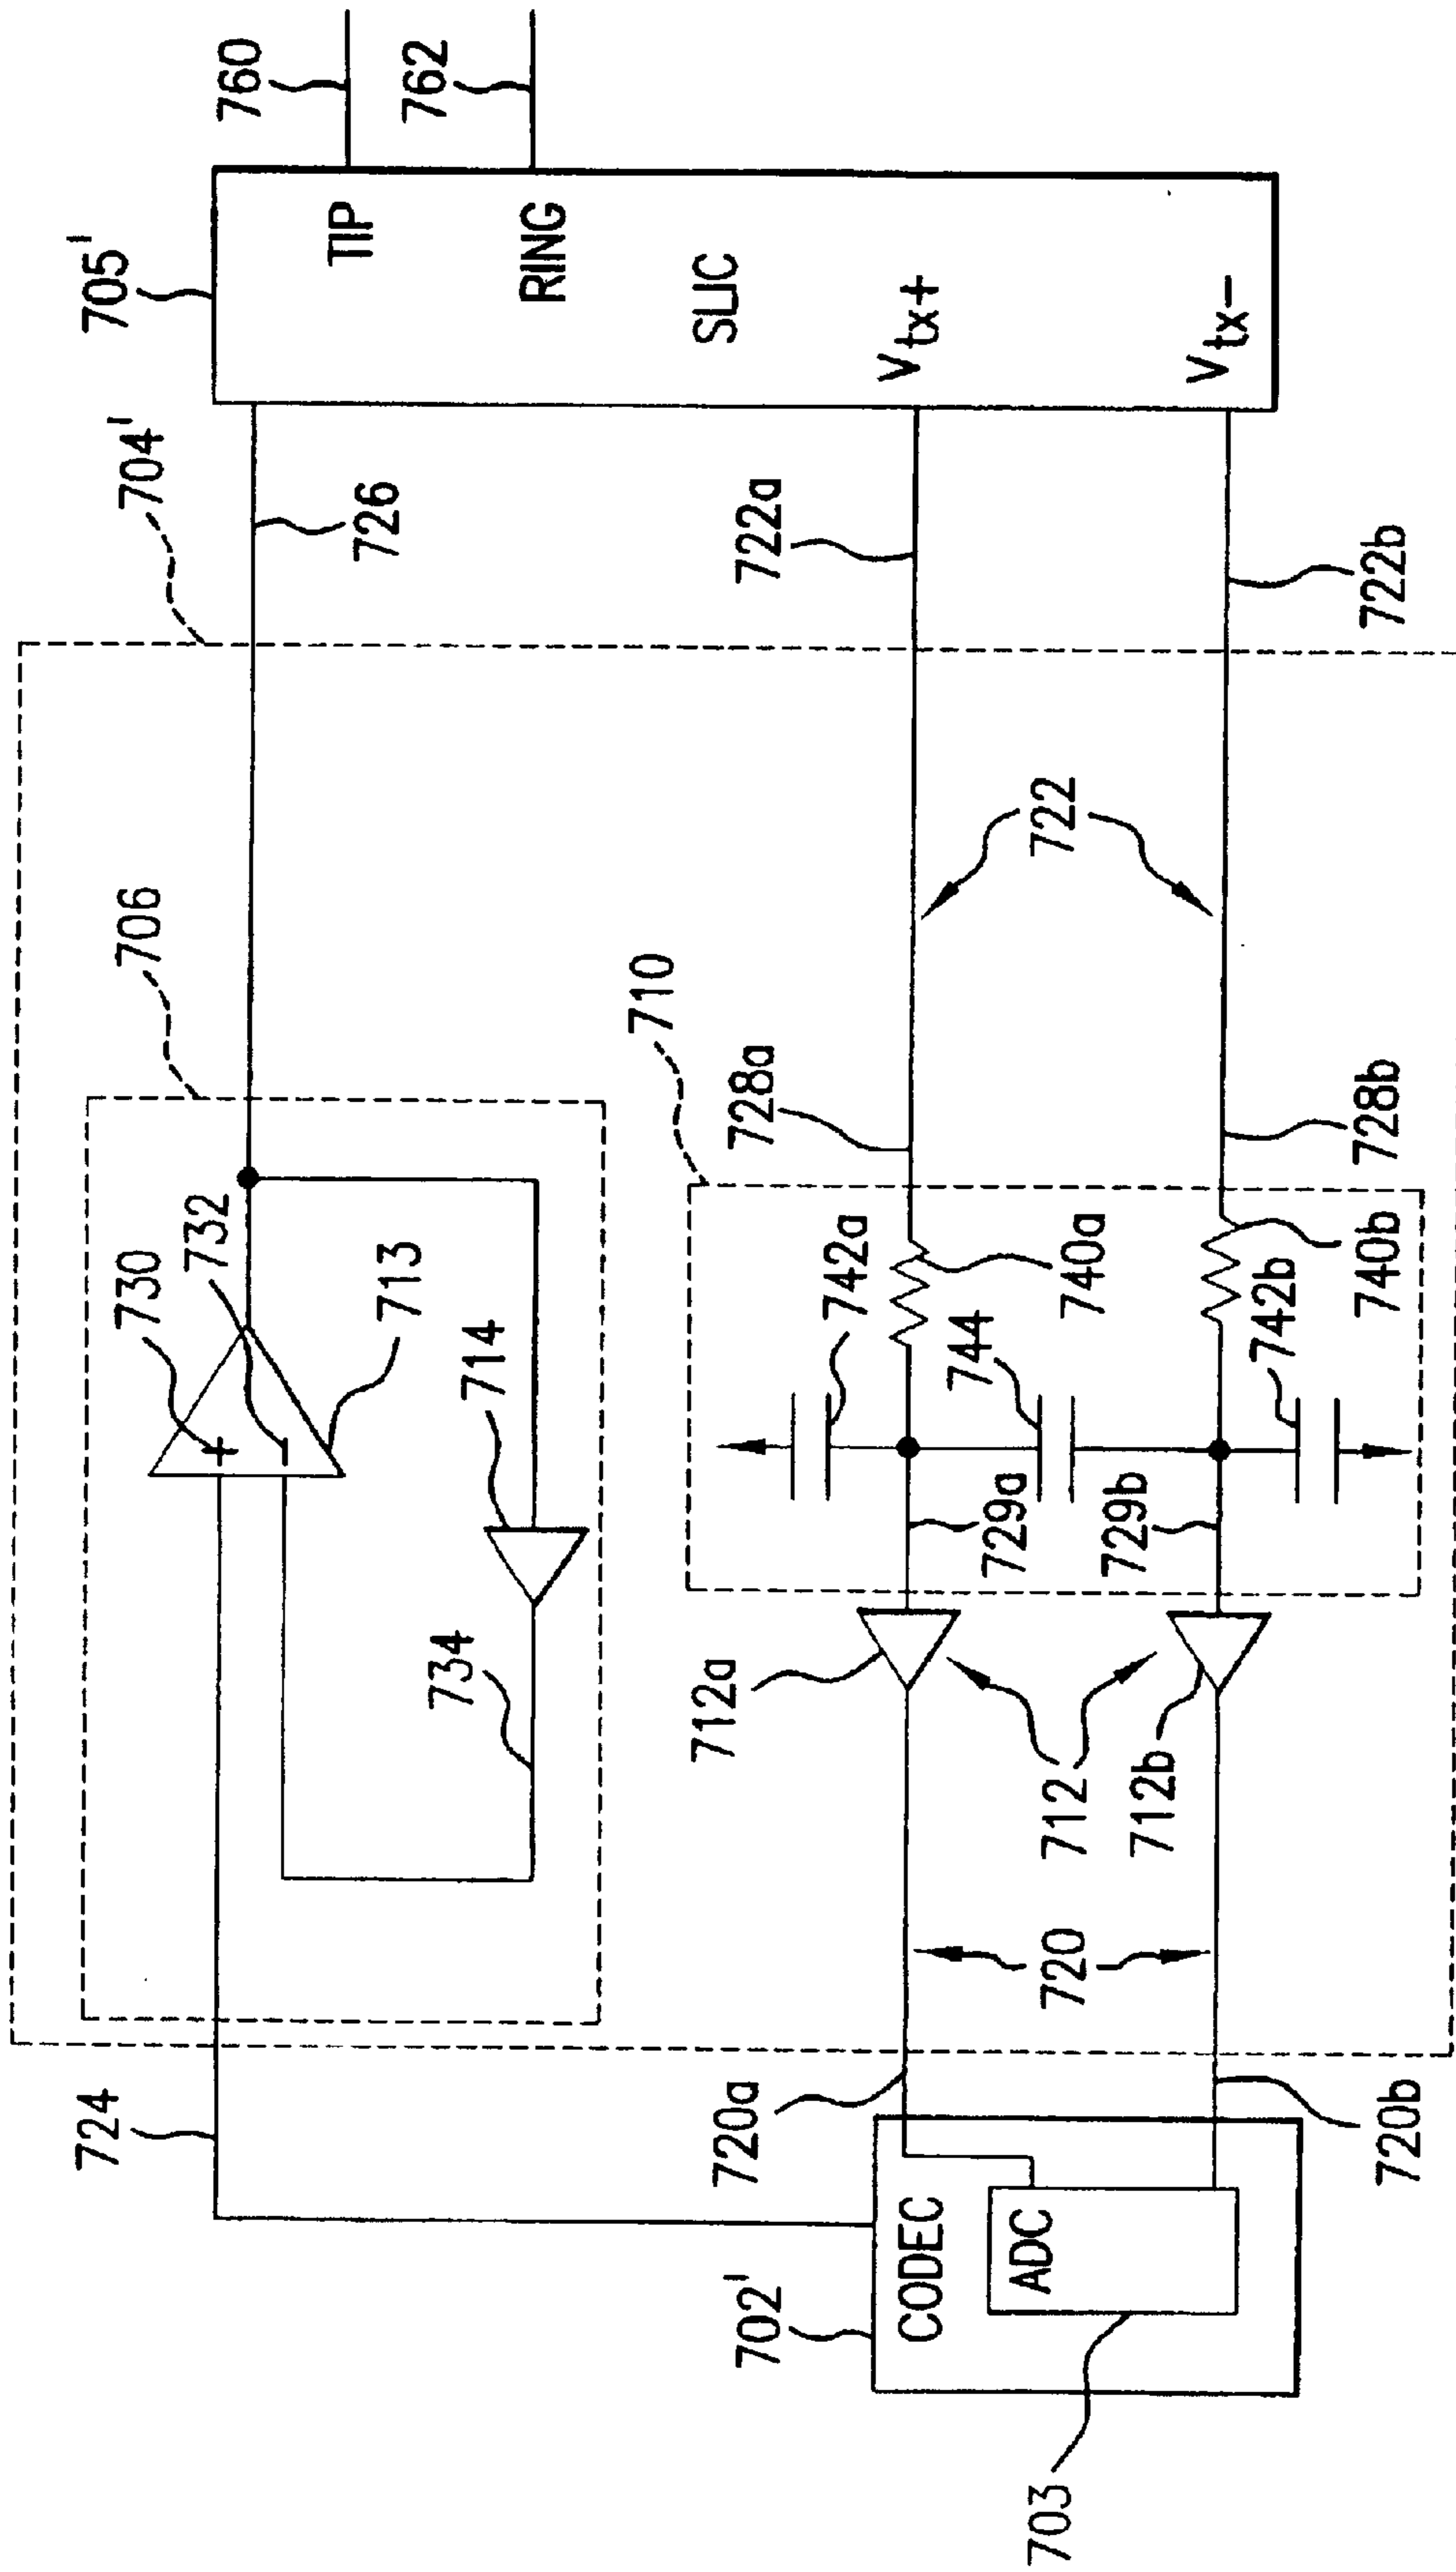 705'
760
TIP
762
RING
SLIC
Vtx+
Vtx−
704'
726
722a
722b
722
706
710
728a
728b
730
+
732
−
713
714
734
742a
740a
744
740b
742b
729a
729b
712a
712
712b
720
724
720a
720b
702'
CODEC
ADC
703